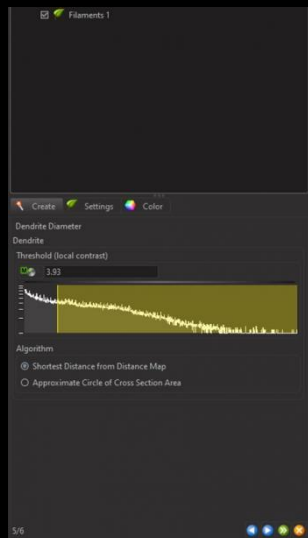 Filaments 1
Create Settings Color
Dendrite Diameter
Dendrite
Threshold (local contrast)
3.93
Algorithm
Shortest Distance from Distance Map
Approximate Circle of Cross Section Area
5/6